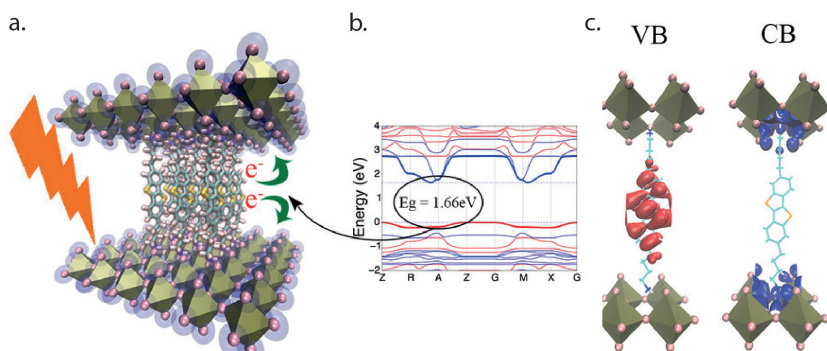 a.
e⁻
e⁻
b.
Energy (eV)
4
3
2
1
0
−1
−2
Eg = 1.66eV
Z R A Z G M X G
c.
VB CB